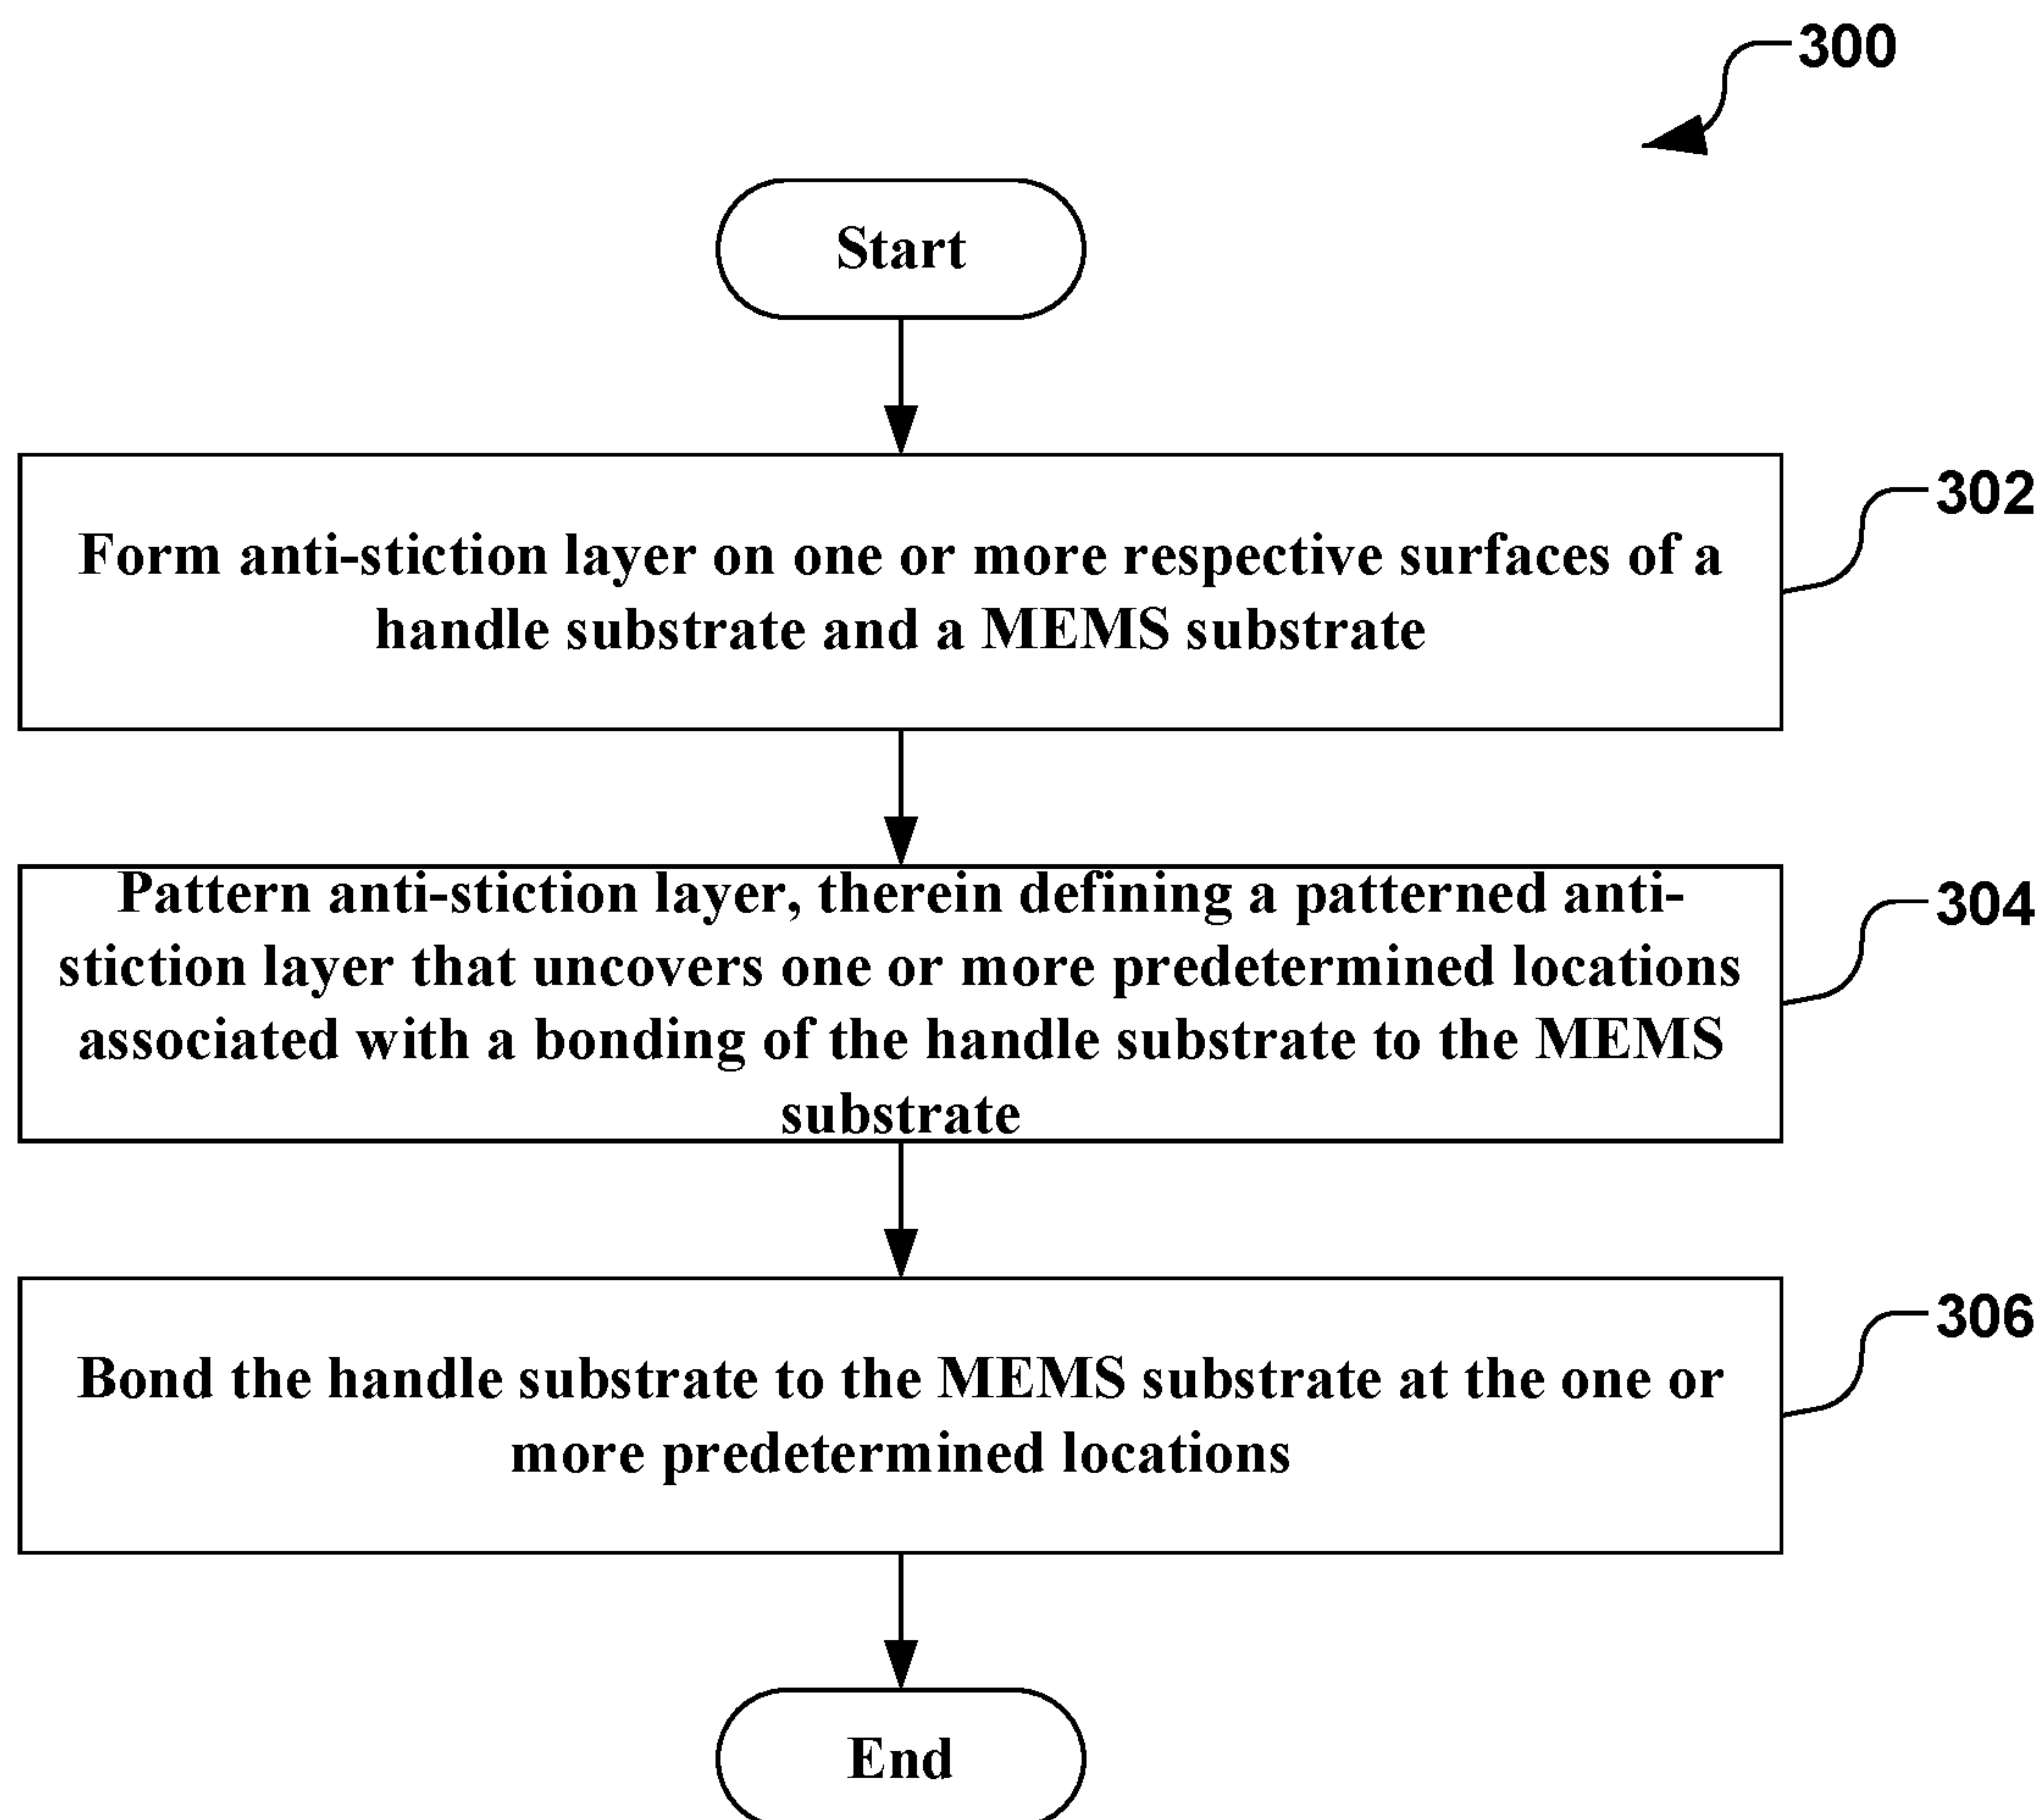 300
Start
302
Form anti-stiction layer on one or more respective surfaces of a
handle substrate and a MEMS substrate
304
Pattern anti-stiction layer, therein defining a patterned anti-
stiction layer that uncovers one or more predetermined locations
associated with a bonding of the handle substrate to the MEMS
substrate
306
Bond the handle substrate to the MEMS substrate at the one or
more predetermined locations
End